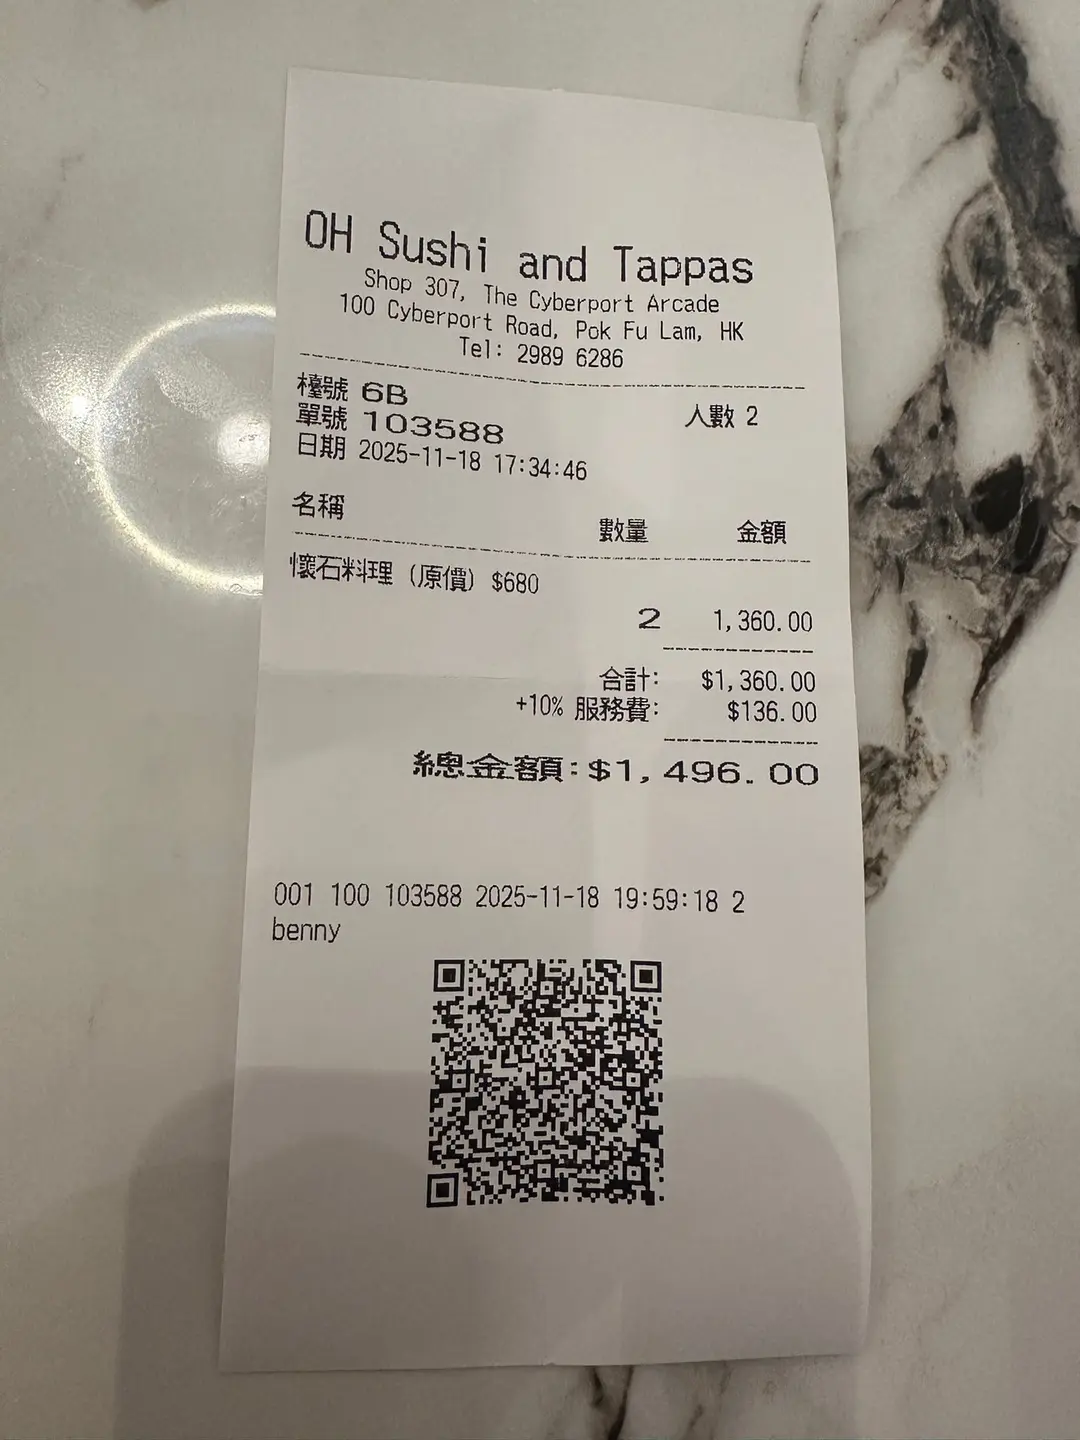 OH Sushi and Tappas
Shop 307, The Cyberport Arcade
100 Cyberport Road, Pok Fu Lam, HK
Tel: 2989 6286
檯號 6B 人數 2
單號 103588
日期 2025-11-18 17:34:46
名稱 數量 金額
懷石料理 (原價) $680
2 1,360.00
合計: $1,360.00
+10% 服務費: $136.00
總金額: $1,496.00
001 100 103588 2025-11-18 19:59:18 2
benny